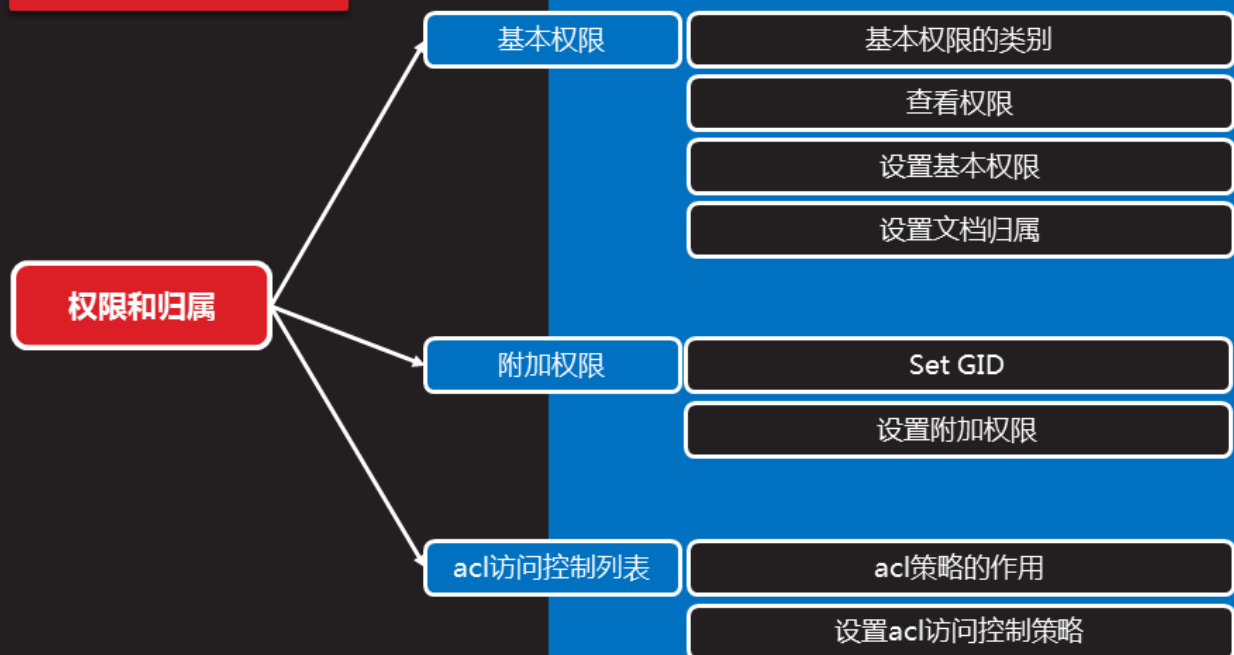 基本权限
基本权限的类别
查看权限
设置基本权限
设置文档归属
权限和归属
附加权限
Set GID
设置附加权限
acl访问控制列表
acl策略的作用
设置acl访问控制策略